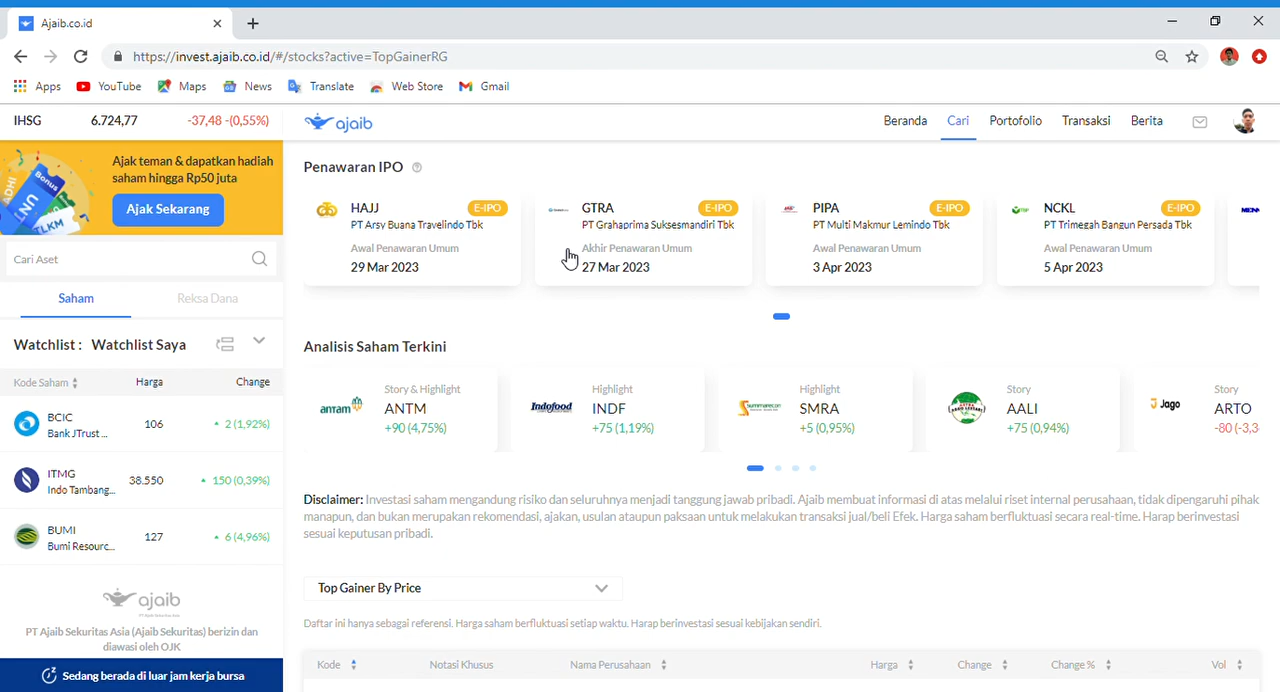 Ajaib.co.id
https://invest.ajaib.co.id/#/stocks?active=TopGainerRG
Apps YouTube Maps News Translate Web Store Gmail
IHSG 6.724,77 -37,48 -(0,55%)
ajaib
Beranda Cari Portofolio Transaksi Berita
Ajak teman & dapatkan hadiah
saham hingga Rp50 juta
Ajak Sekarang
Bonus
TLKM
Cari Aset
Saham Reksa Dana
Watchlist : Watchlist Saya
Kode Saham Harga Change
BCIC 106 2 (1,92%)
Bank JTrust ...
ITMG 38.550 150 (0,39%)
Indo Tambang...
BUMI 127 6 (4,96%)
Bumi Resourc...
ajaib
PT Ajaib Sekuritas Asia (Ajaib Sekuritas) berizin dan
diawasi oleh OJK
Sedang berada di luar jam kerja bursa
Penawaran IPO
HAJJ E-IPO
PT Arsy Buana Travelindo Tbk
Awal Penawaran Umum
29 Mar 2023
GTRA E-IPO
PT Grahaprima Suksesmandiri Tbk
Akhir Penawaran Umum
27 Mar 2023
PIPA E-IPO
PT Multi Makmur Lemindo Tbk
Awal Penawaran Umum
3 Apr 2023
NCKL E-IPO
PT Trimegah Bangun Persada Tbk
Awal Penawaran Umum
5 Apr 2023
Analisis Saham Terkini
antam
Story & Highlight
ANTM
+90 (4,75%)
Indofood
Highlight
INDF
+75 (1,19%)
Summarecon
Highlight
SMRA
+5 (0,95%)
Story
AALI
+75 (0,94%)
Jago
Story
ARTO
-80 (-3,3
Disclaimer: Investasi saham mengandung risiko dan seluruhnya menjadi tanggung jawab pribadi. Ajaib membuat informasi di atas melalui riset internal perusahaan, tidak dipengaruhi pihak
manapun, dan bukan merupakan rekomendasi, ajakan, usulan ataupun paksaan untuk melakukan transaksi jual/beli Efek. Harga saham berfluktuasi secara real-time. Harap berinvestasi
sesuai keputusan pribadi.
Top Gainer By Price
Daftar ini hanya sebagai referensi. Harga saham berfluktuasi setiap waktu. Harap berinvestasi sesuai kebijakan sendiri.
Kode Notasi Khusus Nama Perusahaan Harga Change Change % Vol